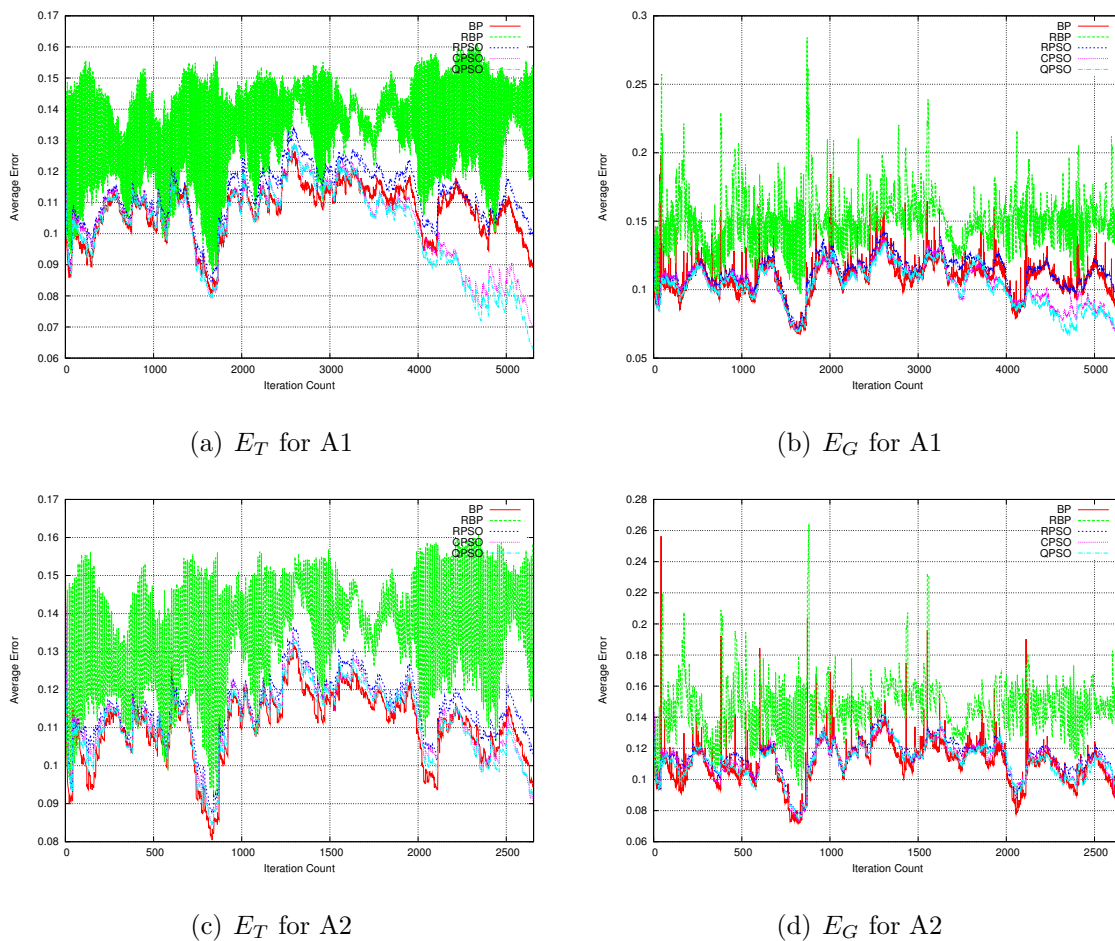 0.17
0.16
0.15
0.14
0.13
0.12
0.11
0.1
0.09
0.08
0.07
0.06
0 1000 2000 3000 4000 5000
Average Error
Iteration Count
BP
RBP
RPSO
CPSO
QPSO
(a) E_T for A1
0.3
0.25
0.2
0.15
0.1
0.05
0 1000 2000 3000 4000 5000
Average Error
Iteration Count
BP
RBP
RPSO
CPSO
QPSO
(b) E_G for A1
0.17
0.16
0.15
0.14
0.13
0.12
0.11
0.1
0.09
0.08
0 500 1000 1500 2000 2500
Average Error
Iteration Count
BP
RBP
RPSO
CPSO
QPSO
(c) E_T for A2
0.28
0.26
0.24
0.22
0.2
0.18
0.16
0.14
0.12
0.1
0.08
0.06
0 500 1000 1500 2000 2500
Average Error
Iteration Count
BP
RBP
RPSO
CPSO
QPSO
(d) E_G for A2